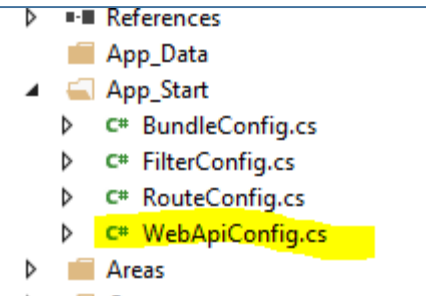 References
App_Data
App_Start
C# BundleConfig.cs
C# FilterConfig.cs
C# RouteConfig.cs
C# WebApiConfig.cs
Areas